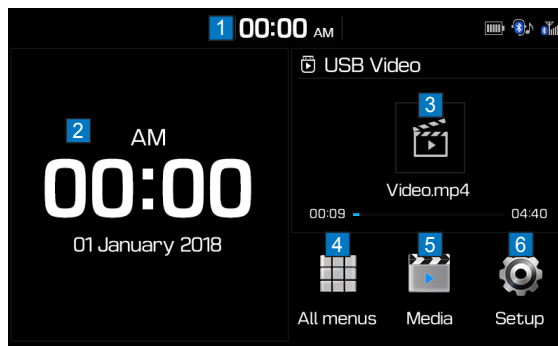 1 00:00 AM
2
AM
00:00
01 January 2018
USB Video
3
Video.mp4
00:09 04:40
4 5 6
All menus Media Setup